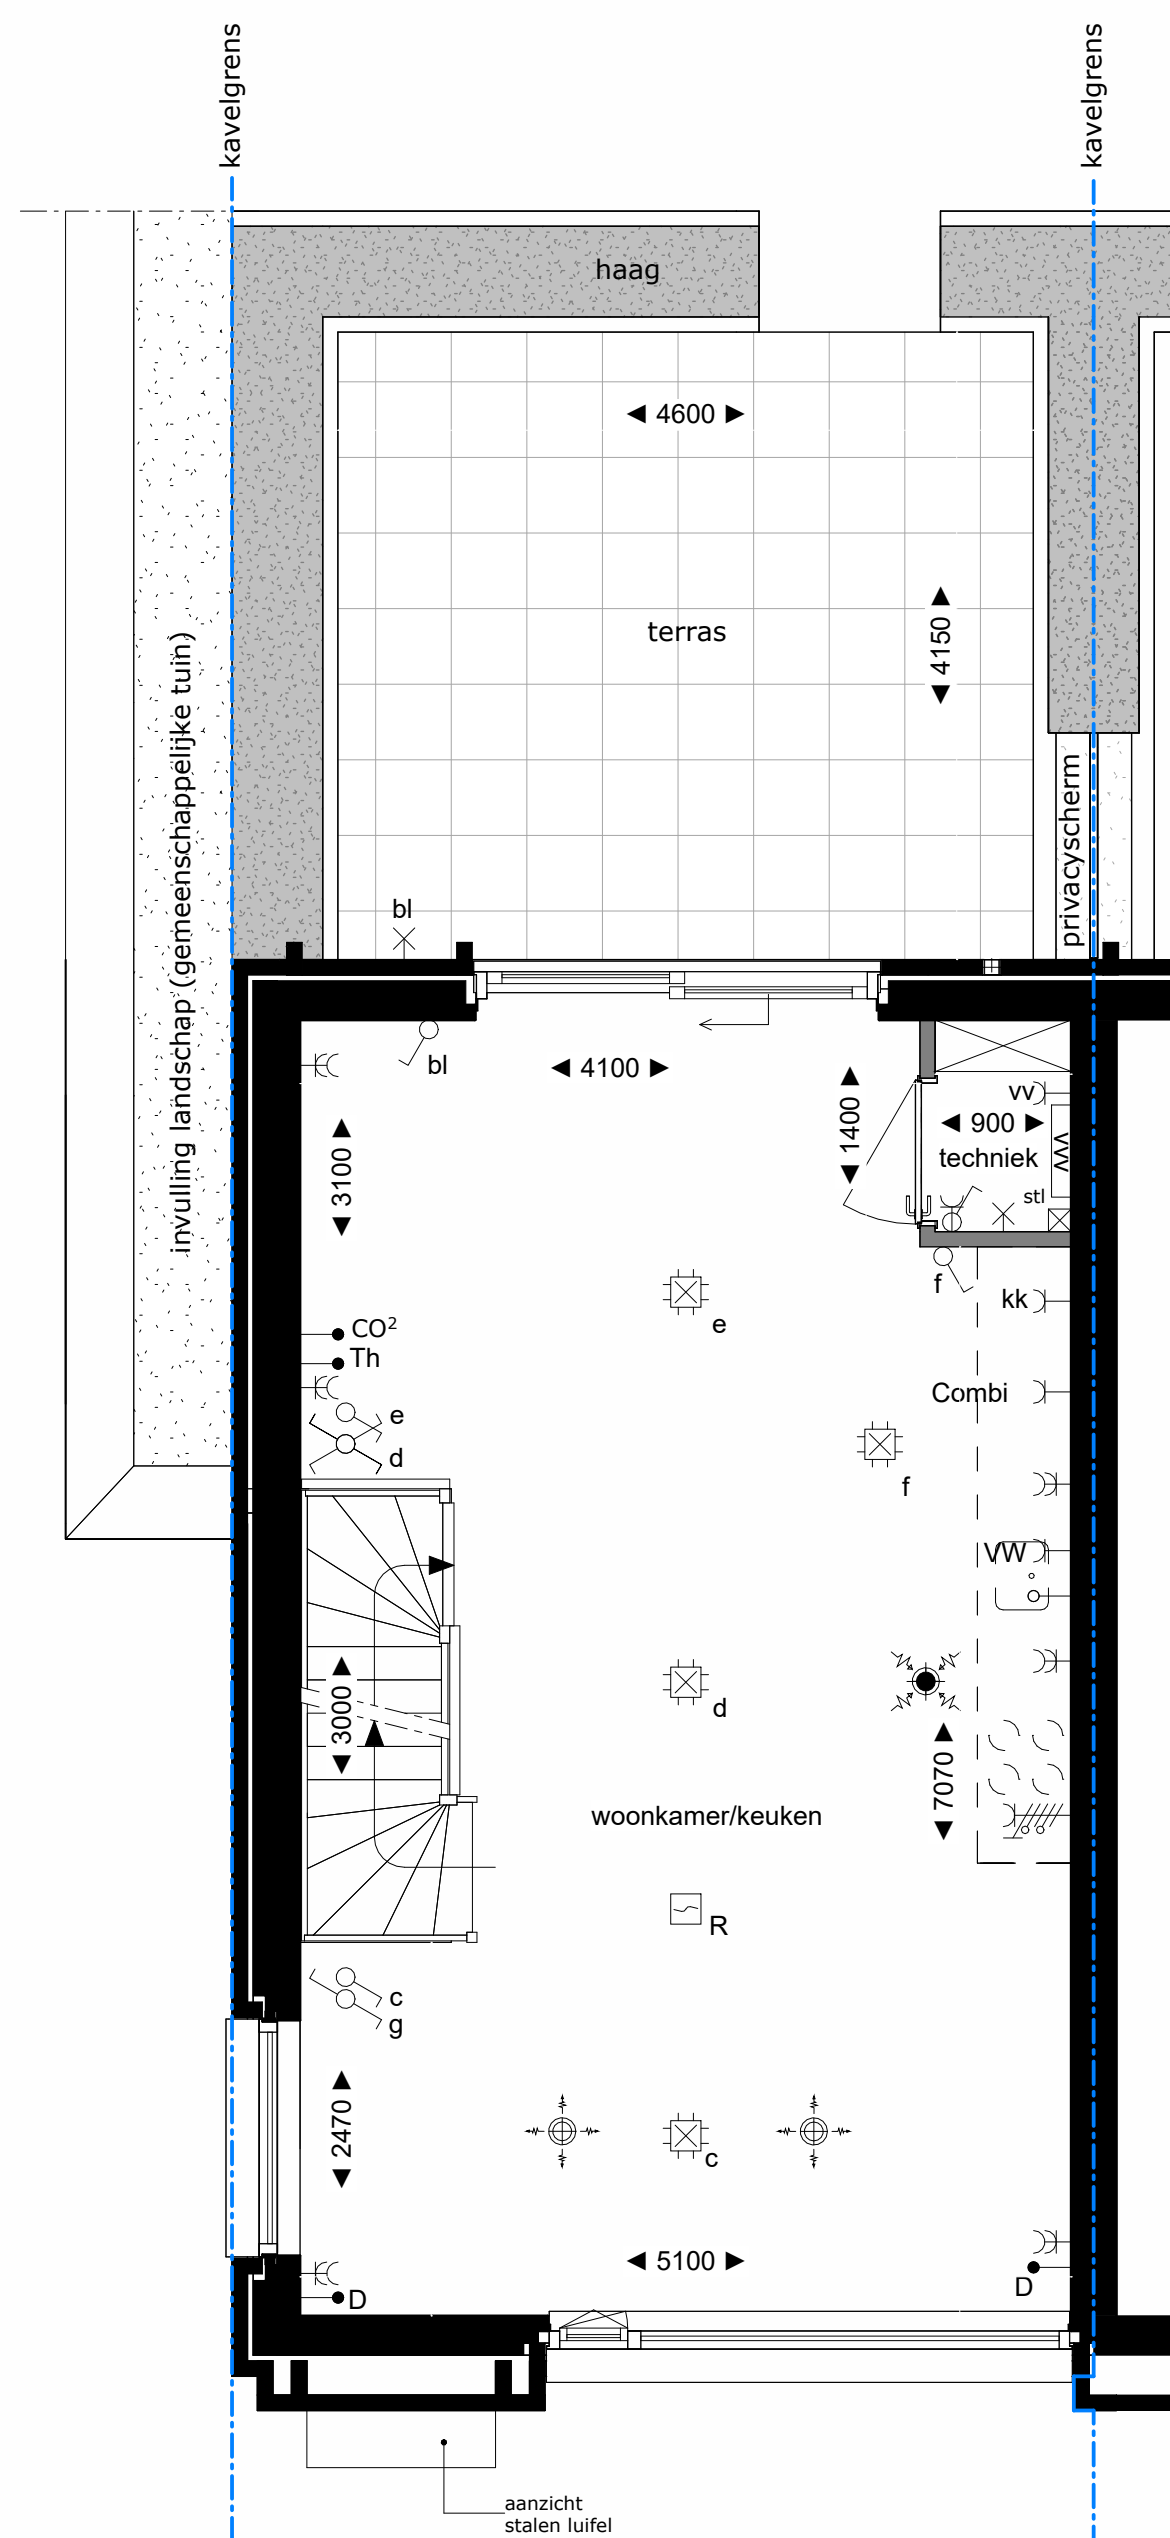 kavelgrens
kavelgrens
haag
4600
terras
4150
invulling landschap (gemeenschappelijke tuin)
privacyscherm
bl
bl
4100
1400
vv
900
VVV
techniek
stl
3100
f
kk
e
CO²
Th
Combi
e
d
f
VW
3000
d
7070
woonkamer/keuken
R
c
g
2470
c
5100
D
D
aanzicht
stalen luifel